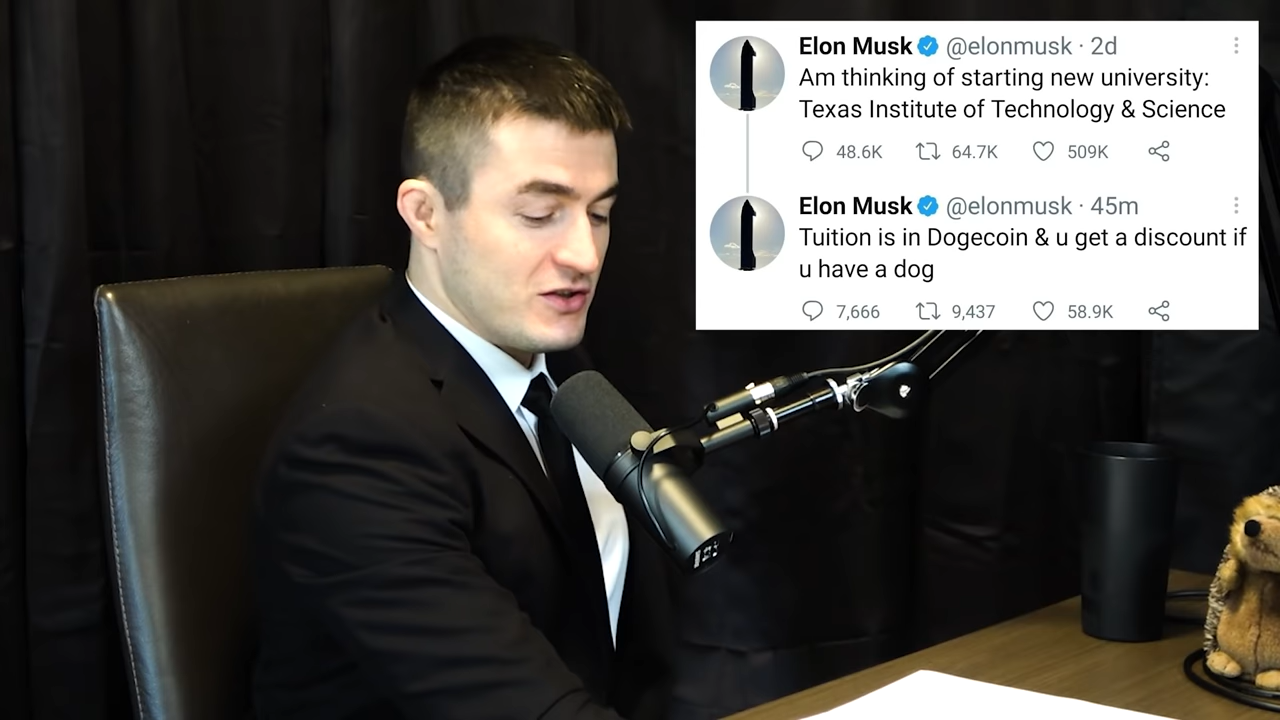 Elon Musk @elonmusk · 2d
Am thinking of starting new university:
Texas Institute of Technology & Science
48.6K 64.7K 509K
Elon Musk @elonmusk · 45m
Tuition is in Dogecoin & u get a discount if
u have a dog
7,666 9,437 58.9K